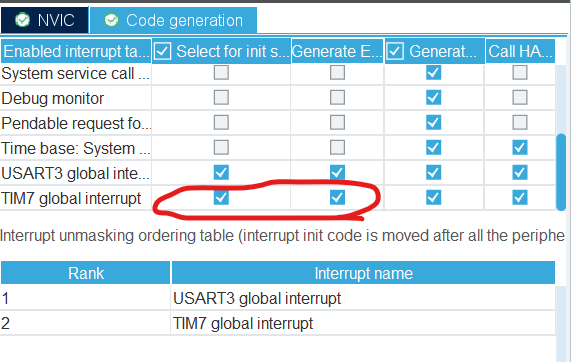 NVIC Code generation
Enabled interrupt ta... Select for init s... Generate E... Generat... Call HA...
System service call ...
Debug monitor
Pendable request fo...
Time base: System ...
USART3 global inte...
TIM7 global interrupt
Interrupt unmasking ordering table (interrupt init code is moved after all the periphe
Rank Interrupt name
1 USART3 global interrupt
2 TIM7 global interrupt